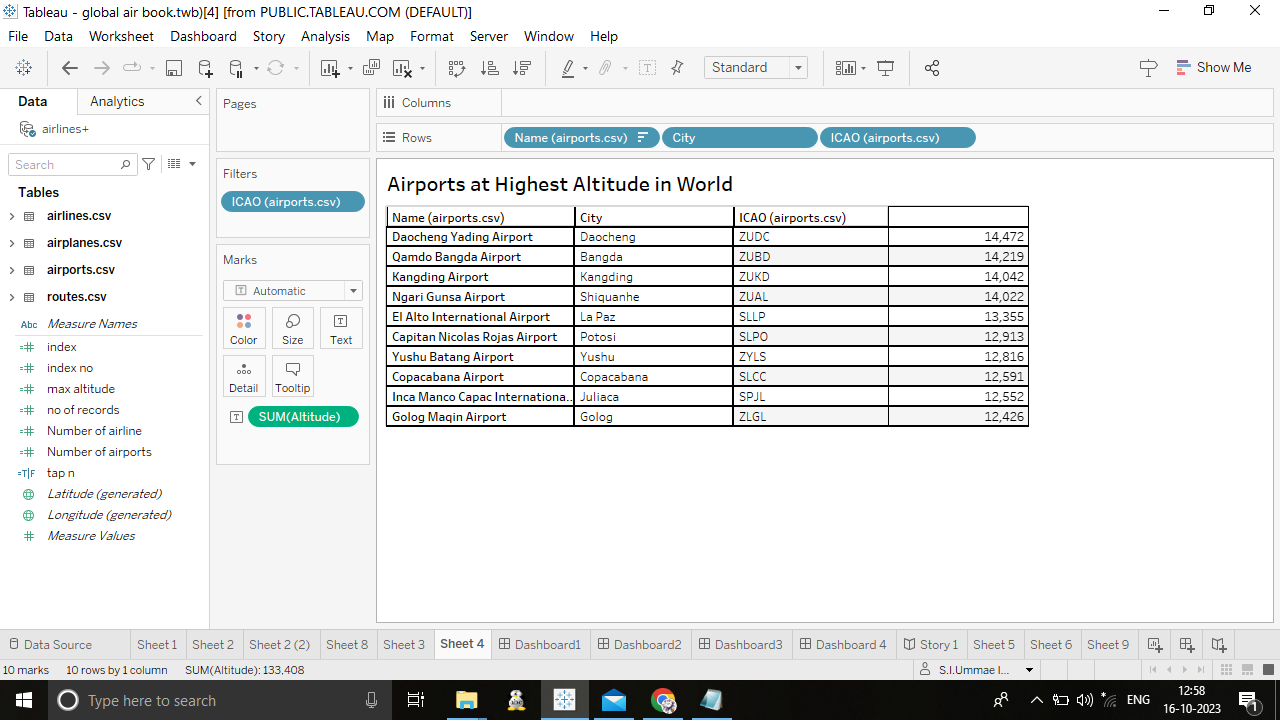 Tableau - global air book.twb)[4] [from PUBLIC.TABLEAU.COM (DEFAULT)]
File Data Worksheet Dashboard Story Analysis Map Format Server Window Help
Standard
Show Me
Data Analytics
airlines+
Search
Tables
airlines.csv
airplanes.csv
airports.csv
routes.csv
Abc Measure Names
index
index no
max altitude
no of records
Number of airline
Number of airports
=T|F tap n
Latitude (generated)
Longitude (generated)
Measure Values
Pages
Filters
ICAO (airports.csv)
Marks
Automatic
Color Size Text
Detail Tooltip
SUM(Altitude)
Columns
Rows Name (airports.csv) City ICAO (airports.csv)
Airports at Highest Altitude in World
Name (airports.csv) City ICAO (airports.csv)
Daocheng Yading Airport Daocheng ZUDC 14,472
Qamdo Bangda Airport Bangda ZUBD 14,219
Kangding Airport Kangding ZUKD 14,042
Ngari Gunsa Airport Shiquanhe ZUAL 14,022
El Alto International Airport La Paz SLLP 13,355
Capitan Nicolas Rojas Airport Potosi SLPO 12,913
Yushu Batang Airport Yushu ZYLS 12,816
Copacabana Airport Copacabana SLCC 12,591
Inca Manco Capac Internationa.. Juliaca SPJL 12,552
Golog Maqin Airport Golog ZLGL 12,426
Data Source Sheet 1 Sheet 2 Sheet 2 (2) Sheet 8 Sheet 3 Sheet 4 Dashboard1 Dashboard2 Dashboard3 Dashboard 4 Story 1 Sheet 5 Sheet 6 Sheet 9
10 marks 10 rows by 1 column SUM(Altitude): 133,408 S.I.Ummae I...
Type here to search
ENG
12:58
16-10-2023
1